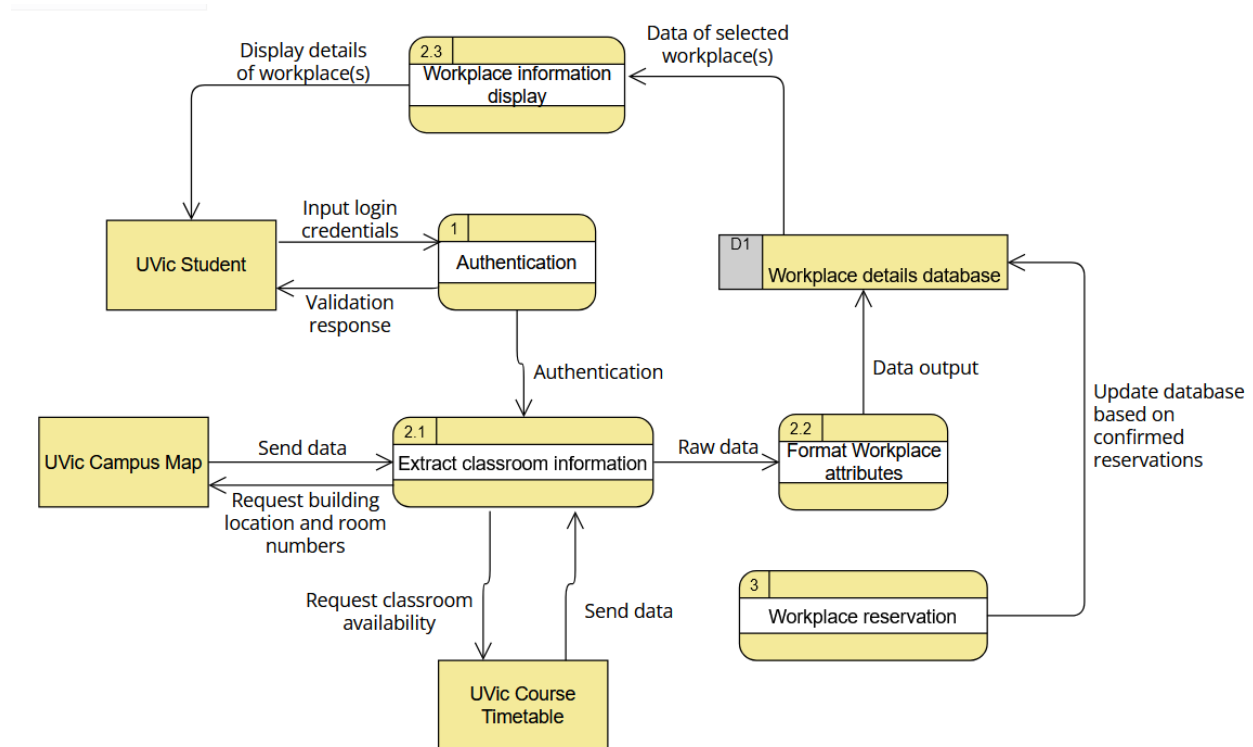 Display details
of workplace(s)
2.3
Workplace information
display
Data of selected
workplace(s)
UVic Student
Input login
credentials
Validation
response
1
Authentication
D1
Workplace details database
Authentication
Data output
Update database
based on
confirmed
reservations
UVic Campus Map
Send data
Request building
location and room
numbers
2.1
Extract classroom information
Raw data
2.2
Format Workplace
attributes
Request classroom
availability
Send data
3
Workplace reservation
UVic Course
Timetable